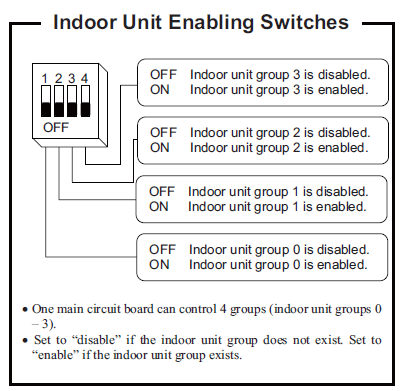 Indoor Unit Enabling Switches
1 2 3 4
OFF
OFF Indoor unit group 3 is disabled.
ON Indoor unit group 3 is enabled.
OFF Indoor unit group 2 is disabled.
ON Indoor unit group 2 is enabled.
OFF Indoor unit group 1 is disabled.
ON Indoor unit group 1 is enabled.
OFF Indoor unit group 0 is disabled.
ON Indoor unit group 0 is enabled.
• One main circuit board can control 4 groups (indoor unit groups 0
– 3).
• Set to “disable” if the indoor unit group does not exist. Set to
“enable” if the indoor unit group exists.